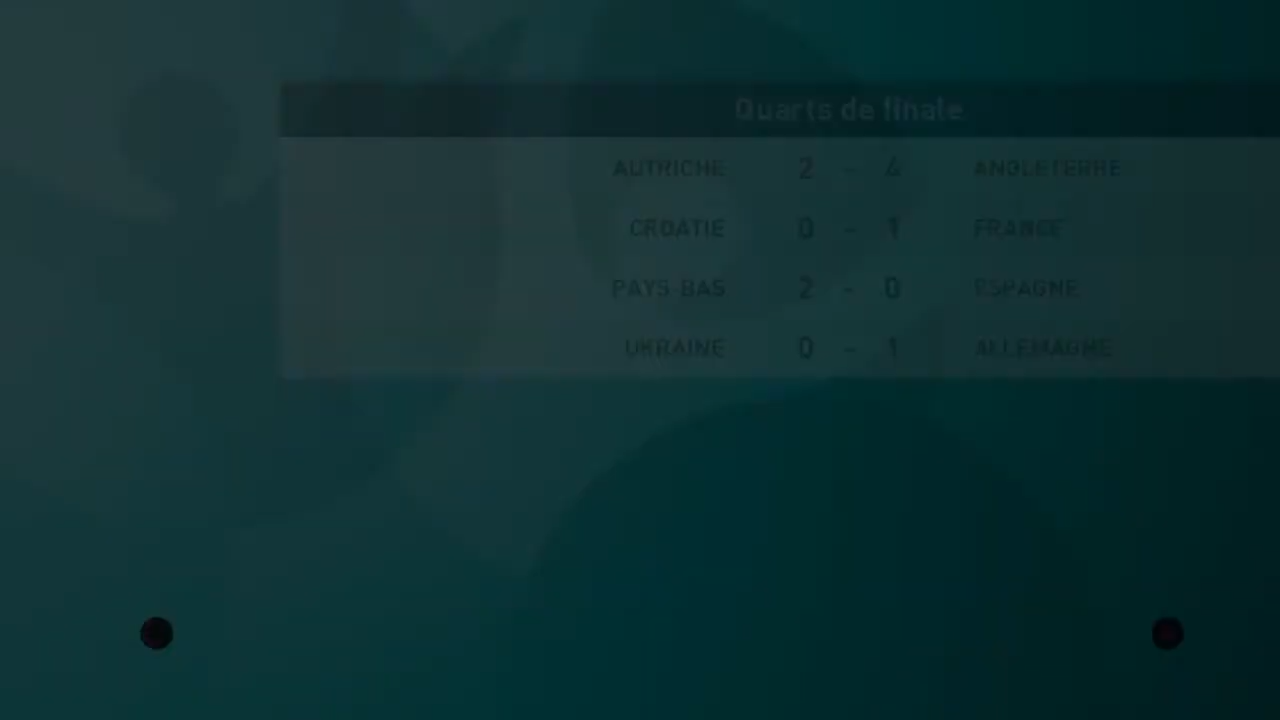 Quarts de finale
AUTRICHE 2 - 4 ANGLETERRE
CROATIE 0 - 1 FRANCE
PAYS-BAS 2 - 0 ESPAGNE
UKRAINE 0 - 1 ALLEMAGNE